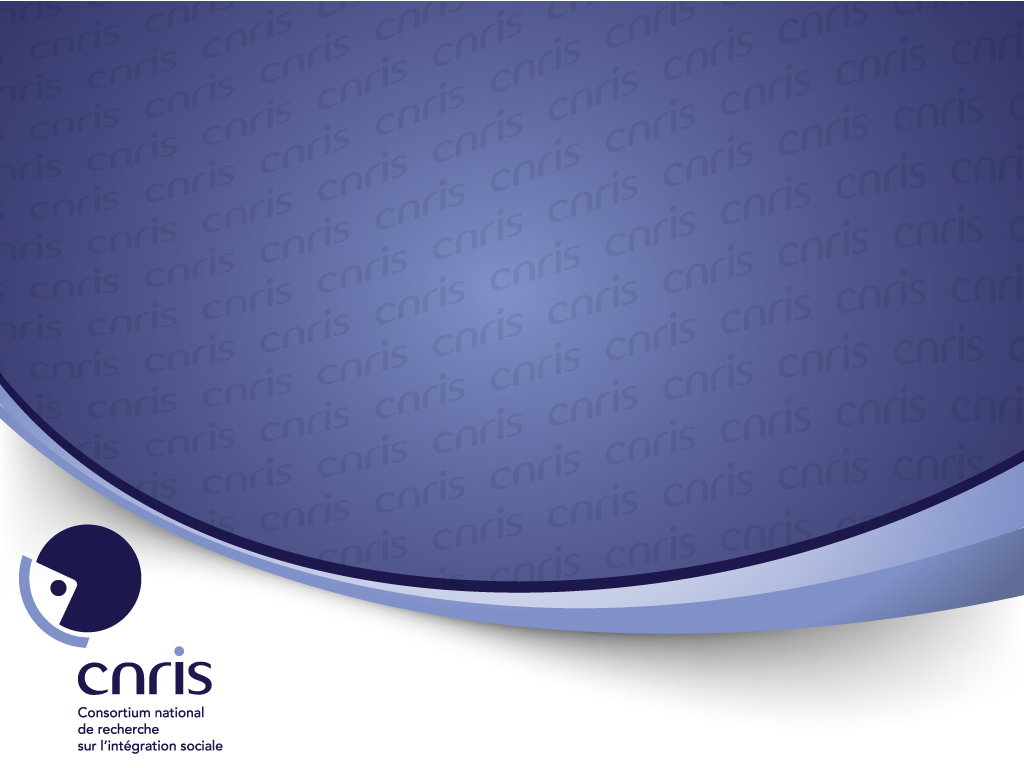 cnris
Consortium national
de recherche
sur l'intégration sociale